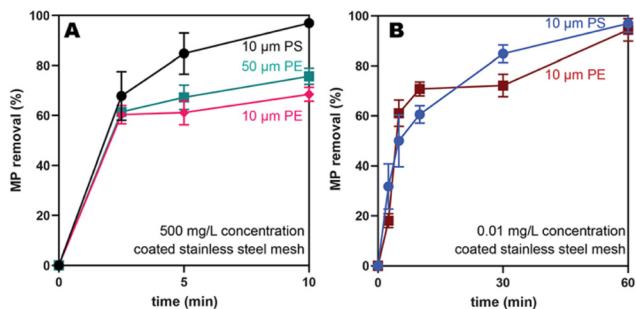 A
MP removal (%)
100
80
60
40
20
0
10 µm PS
50 µm PE
10 µm PE
500 mg/L concentration
coated stainless steel mesh
0
5
10
time (min)
B
MP removal (%)
100
80
60
40
20
0
10 µm PS
10 µm PE
0.01 mg/L concentration
coated stainless steel mesh
0
30
60
time (min)